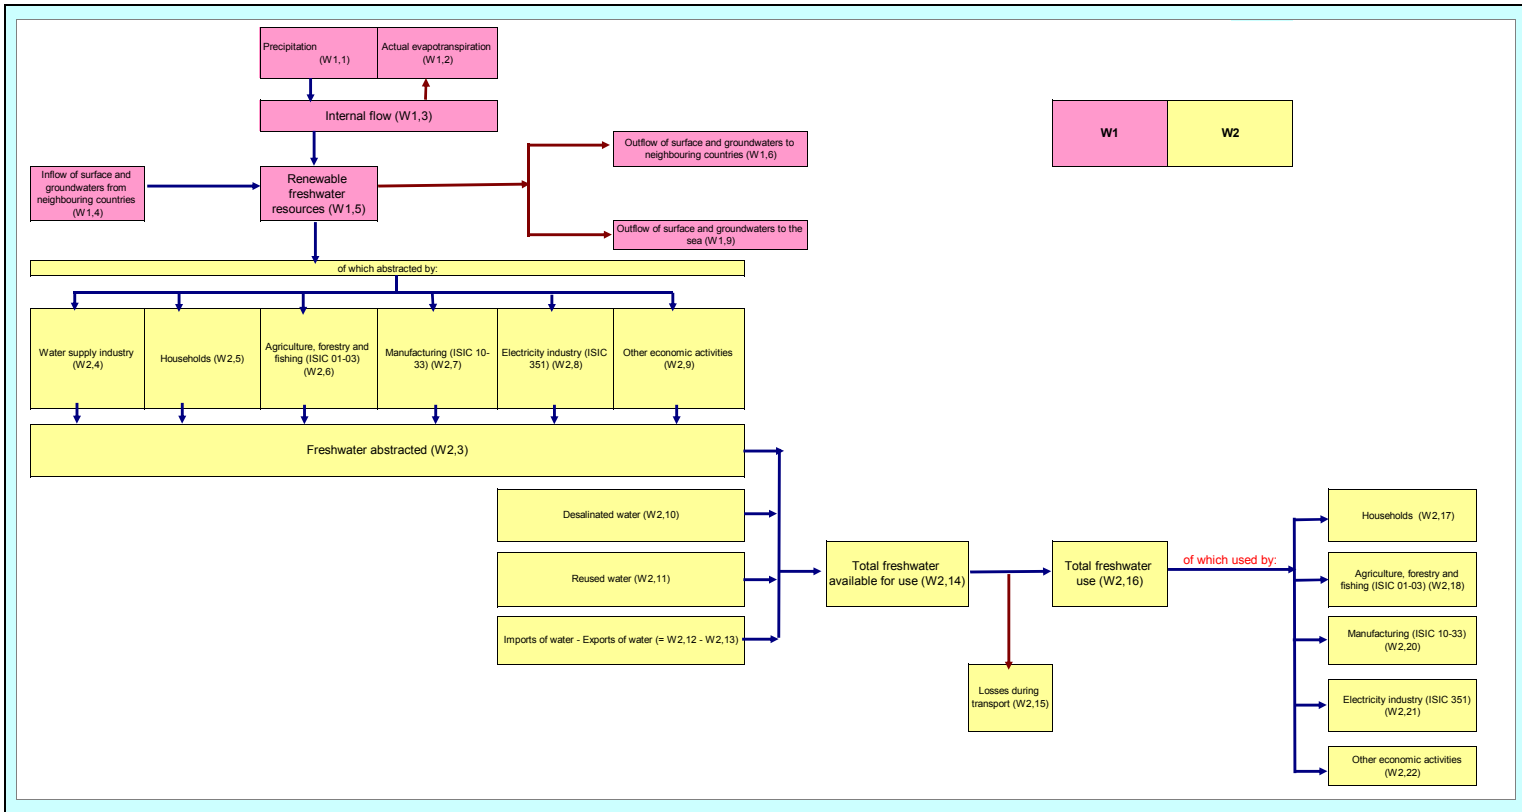 Precipitation
(W1,1)
Actual evapotranspiration
(W1,2)
Internal flow (W1,3)
W1
W2
Outflow of surface and groundwaters to
neighbouring countries (W1,6)
Inflow of surface and
groundwaters from
neighbouring countries
(W1,4)
Renewable
freshwater
resources (W1,5)
Outflow of surface and groundwaters to the
sea (W1,9)
of which abstracted by:
Water supply industry
(W2,4)
Households (W2,5)
Agriculture, forestry and
fishing (ISIC 01-03)
(W2,6)
Manufacturing (ISIC 10-
33) (W2,7)
Electricity industry (ISIC
351) (W2,8)
Other economic activities
(W2,9)
Freshwater abstracted (W2,3)
Desalinated water (W2,10)
Reused water (W2,11)
Imports of water - Exports of water (= W2,12 - W2,13)
Total freshwater
available for use (W2,14)
Losses during
transport (W2,15)
Total freshwater
use (W2,16)
of which used by:
Households (W2,17)
Agriculture, forestry and
fishing (ISIC 01-03) (W2,18)
Manufacturing (ISIC 10-33)
(W2,20)
Electricity industry (ISIC 351)
(W2,21)
Other economic activities
(W2,22)